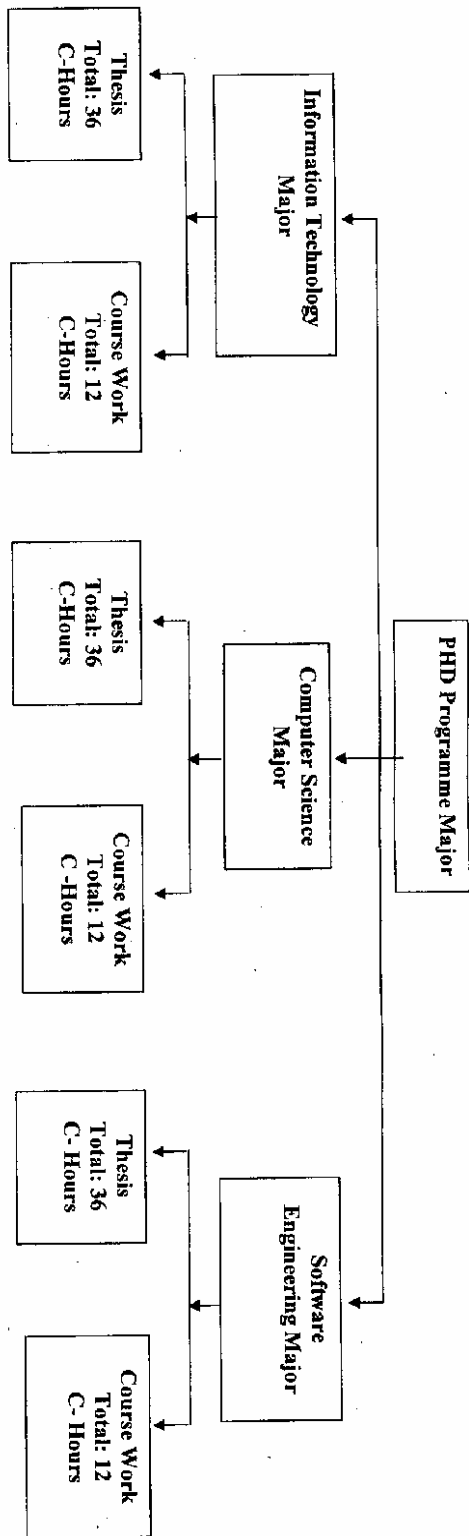 PHD Programme Major
Information Technology
Major
Computer Science
Major
Software
Engineering Major
Thesis
Total: 36
C-Hours
Course Work
Total: 12
C-Hours
Thesis
Total: 36
C-Hours
Course Work
Total: 12
C -Hours
Thesis
Total: 36
C- Hours
Course Work
Total: 12
C- Hours